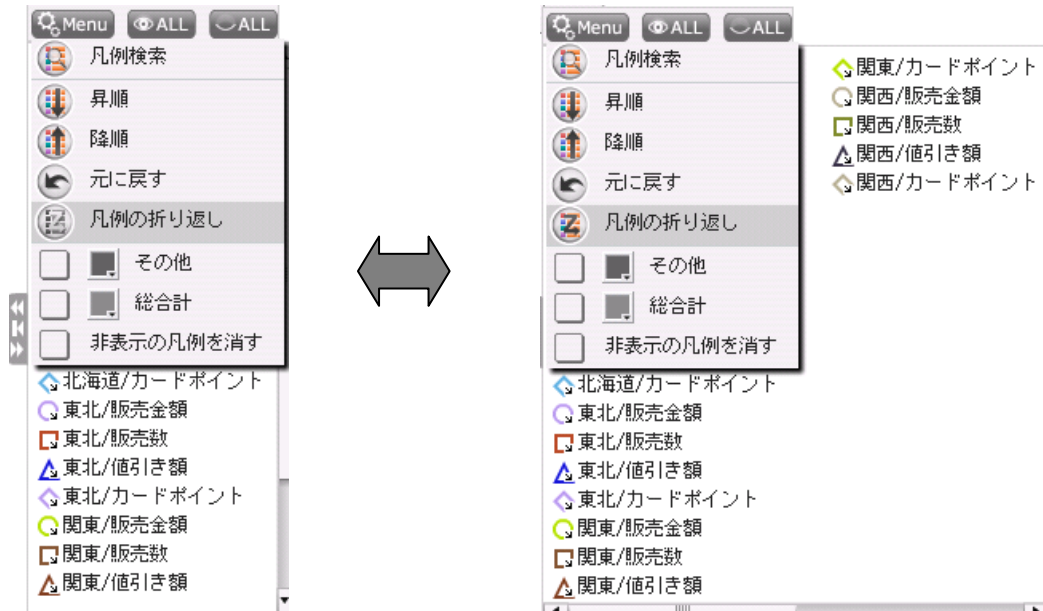 Menu ALL ALL
凡例検索
昇順
降順
元に戻す
凡例の折り返し
その他
総合計
非表示の凡例を消す
北海道/カードポイント
東北/販売金額
東北/販売数
東北/値引き額
東北/カードポイント
関東/販売金額
関東/販売数
関東/値引き額
Menu ALL ALL
凡例検索
昇順
降順
元に戻す
凡例の折り返し
その他
総合計
非表示の凡例を消す
北海道/カードポイント
東北/販売金額
東北/販売数
東北/値引き額
東北/カードポイント
関東/販売金額
関東/販売数
関東/値引き額
関東/カードポイント
関西/販売金額
関西/販売数
関西/値引き額
関西/カードポイント